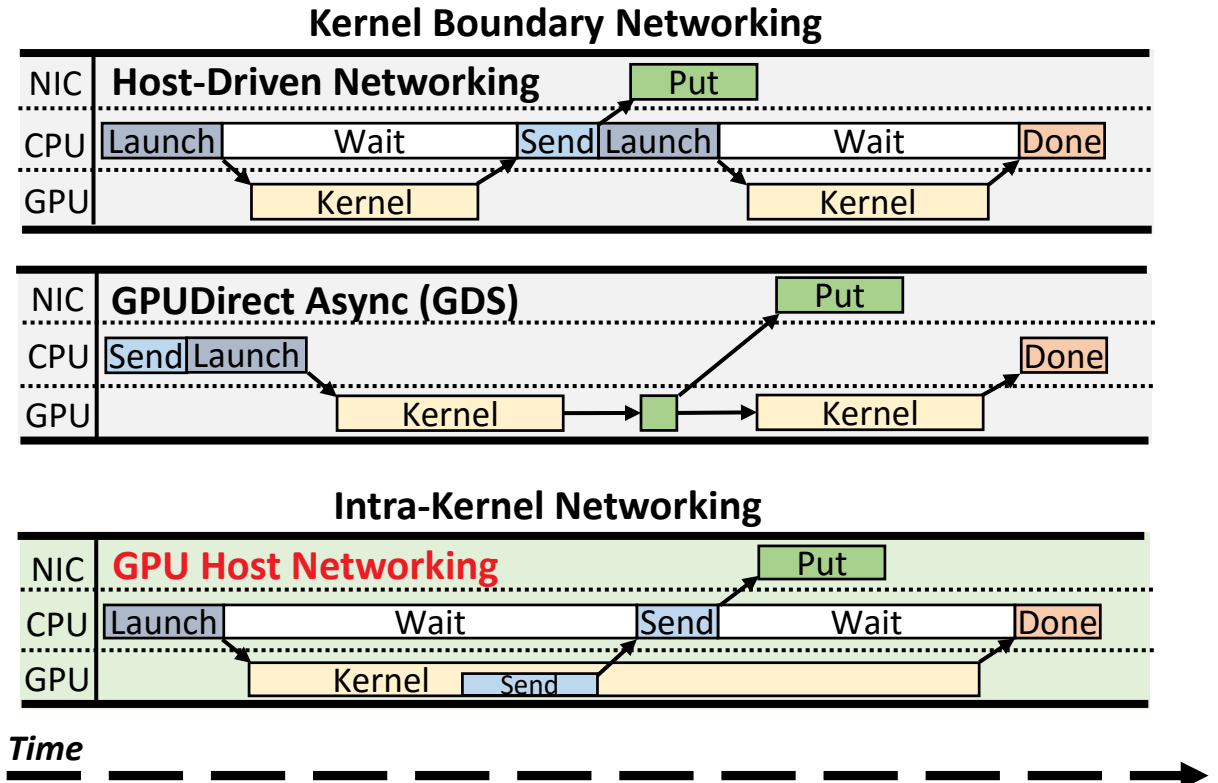 Kernel Boundary Networking
NIC Host-Driven Networking Put
CPU Launch Wait Send Launch Wait Done
GPU Kernel Kernel
NIC GPUDirect Async (GDS) Put
CPU Send Launch Done
GPU Kernel Kernel
Intra-Kernel Networking
NIC GPU Host Networking Put
CPU Launch Wait Send Wait Done
GPU Kernel Send
Time